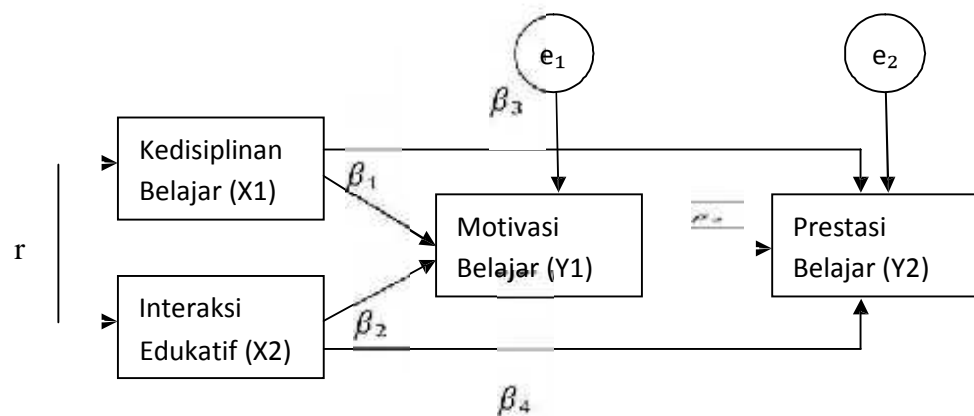 e₁
e₂
β₃
Kedisiplinan
Belajar (X1)
β₁
r
Motivasi
Belajar (Y1)
Prestasi
Belajar (Y2)
Interaksi
Edukatif (X2)
β₂
β₄